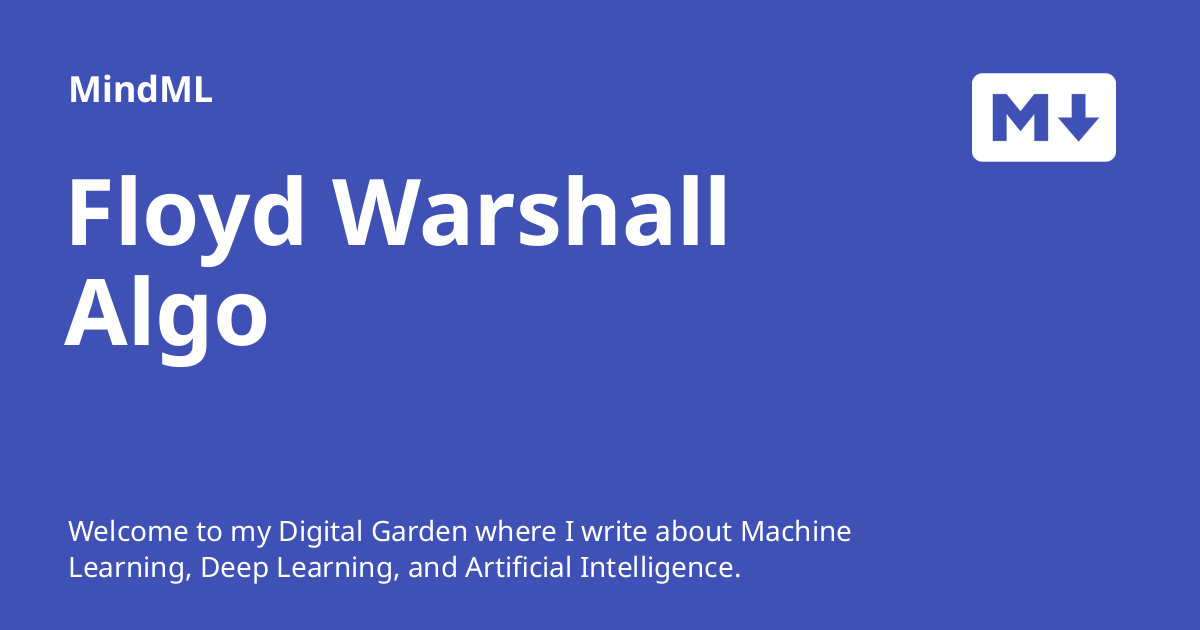 MindML
M
Floyd Warshall
Algo
Welcome to my Digital Garden where I write about Machine
Learning, Deep Learning, and Artificial Intelligence.